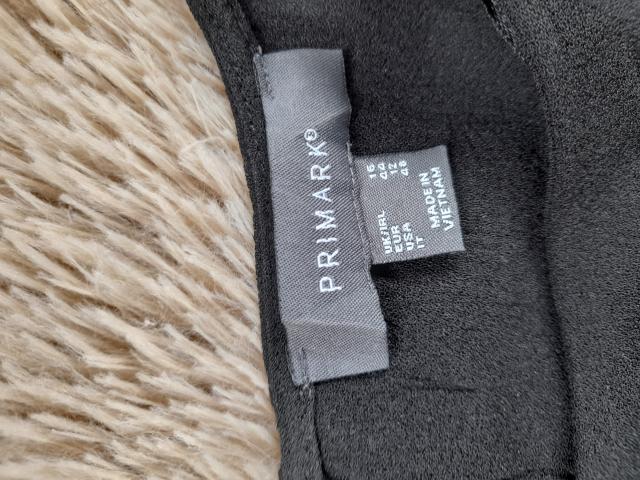 PRIMARK®
UK/IRL 16
EUR 44
USA 12
IT 48
MADE IN
VIETNAM